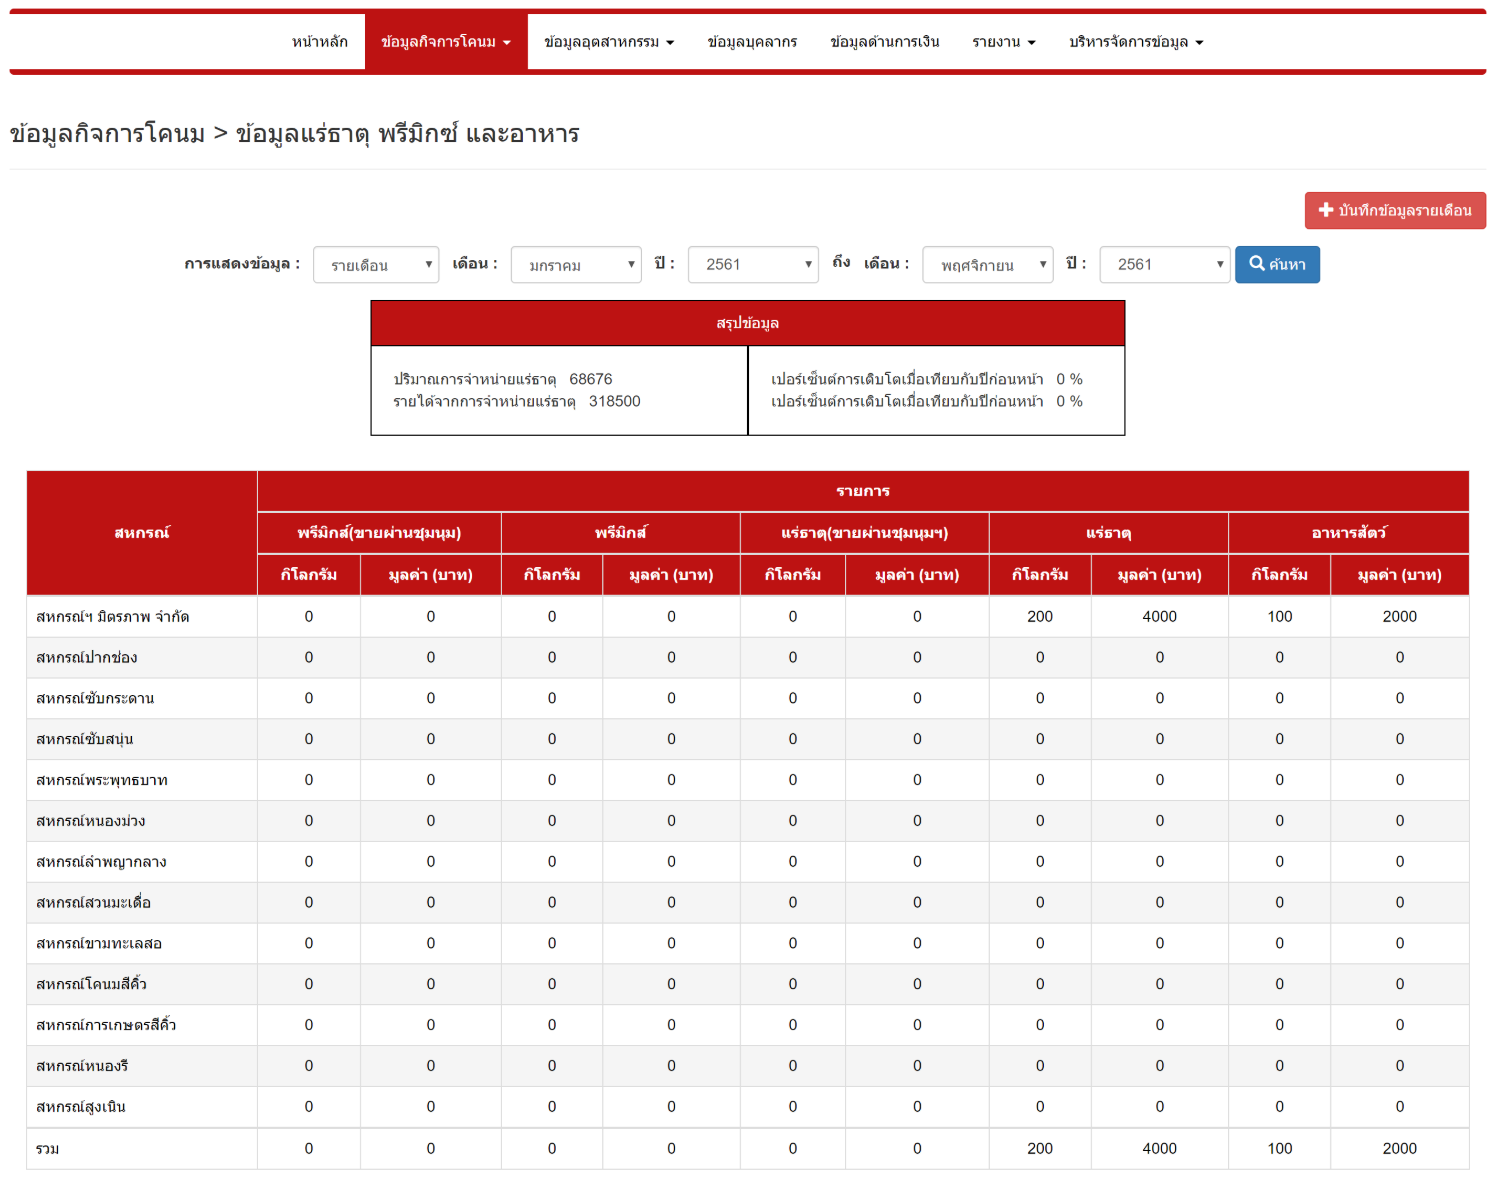 หน้าหลัก ข้อมูลกิจการโคนม ข้อมูลอุตสาหกรรม ข้อมูลบุคลากร ข้อมูลด้านการเงิน รายงาน บริหารจัดการข้อมูล
ข้อมูลกิจการโคนม > ข้อมูลแร่ธาตุ พรีมิกซ์ และอาหาร
บันทึกข้อมูลรายเดือน
การแสดงข้อมูล : รายเดือน เดือน : มกราคม ปี : 2561 ถึง เดือน : พฤศจิกายน ปี : 2561 ค้นหา
สรุปข้อมูล
ปริมาณการจำหน่ายแร่ธาตุ 68676 เปอร์เซ็นต์การเติบโตเมื่อเทียบกับปีก่อนหน้า 0 %
รายได้จากการจำหน่ายแร่ธาตุ 318500 เปอร์เซ็นต์การเติบโตเมื่อเทียบกับปีก่อนหน้า 0 %
สหกรณ์ รายการ
พรีมิกส์(ขายผ่านชุมนุม) พรีมิกส์ แร่ธาตุ(ขายผ่านชุมนุมฯ) แร่ธาตุ อาหารสัตว์
กิโลกรัม มูลค่า (บาท) กิโลกรัม มูลค่า (บาท) กิโลกรัม มูลค่า (บาท) กิโลกรัม มูลค่า (บาท) กิโลกรัม มูลค่า (บาท)
สหกรณ์ฯ มิตรภาพ จำกัด 0 0 0 0 0 0 200 4000 100 2000
สหกรณ์ปากช่อง 0 0 0 0 0 0 0 0 0 0
สหกรณ์ซับกระดาน 0 0 0 0 0 0 0 0 0 0
สหกรณ์ซับสนุ่น 0 0 0 0 0 0 0 0 0 0
สหกรณ์พระพุทธบาท 0 0 0 0 0 0 0 0 0 0
สหกรณ์หนองม่วง 0 0 0 0 0 0 0 0 0 0
สหกรณ์ลำพญากลาง 0 0 0 0 0 0 0 0 0 0
สหกรณ์สวนมะเดื่อ 0 0 0 0 0 0 0 0 0 0
สหกรณ์ขามทะเลสอ 0 0 0 0 0 0 0 0 0 0
สหกรณ์โคนมสีคิ้ว 0 0 0 0 0 0 0 0 0 0
สหกรณ์การเกษตรสีคิ้ว 0 0 0 0 0 0 0 0 0 0
สหกรณ์หนองรี 0 0 0 0 0 0 0 0 0 0
สหกรณ์สูงเนิน 0 0 0 0 0 0 0 0 0 0
รวม 0 0 0 0 0 0 200 4000 100 2000